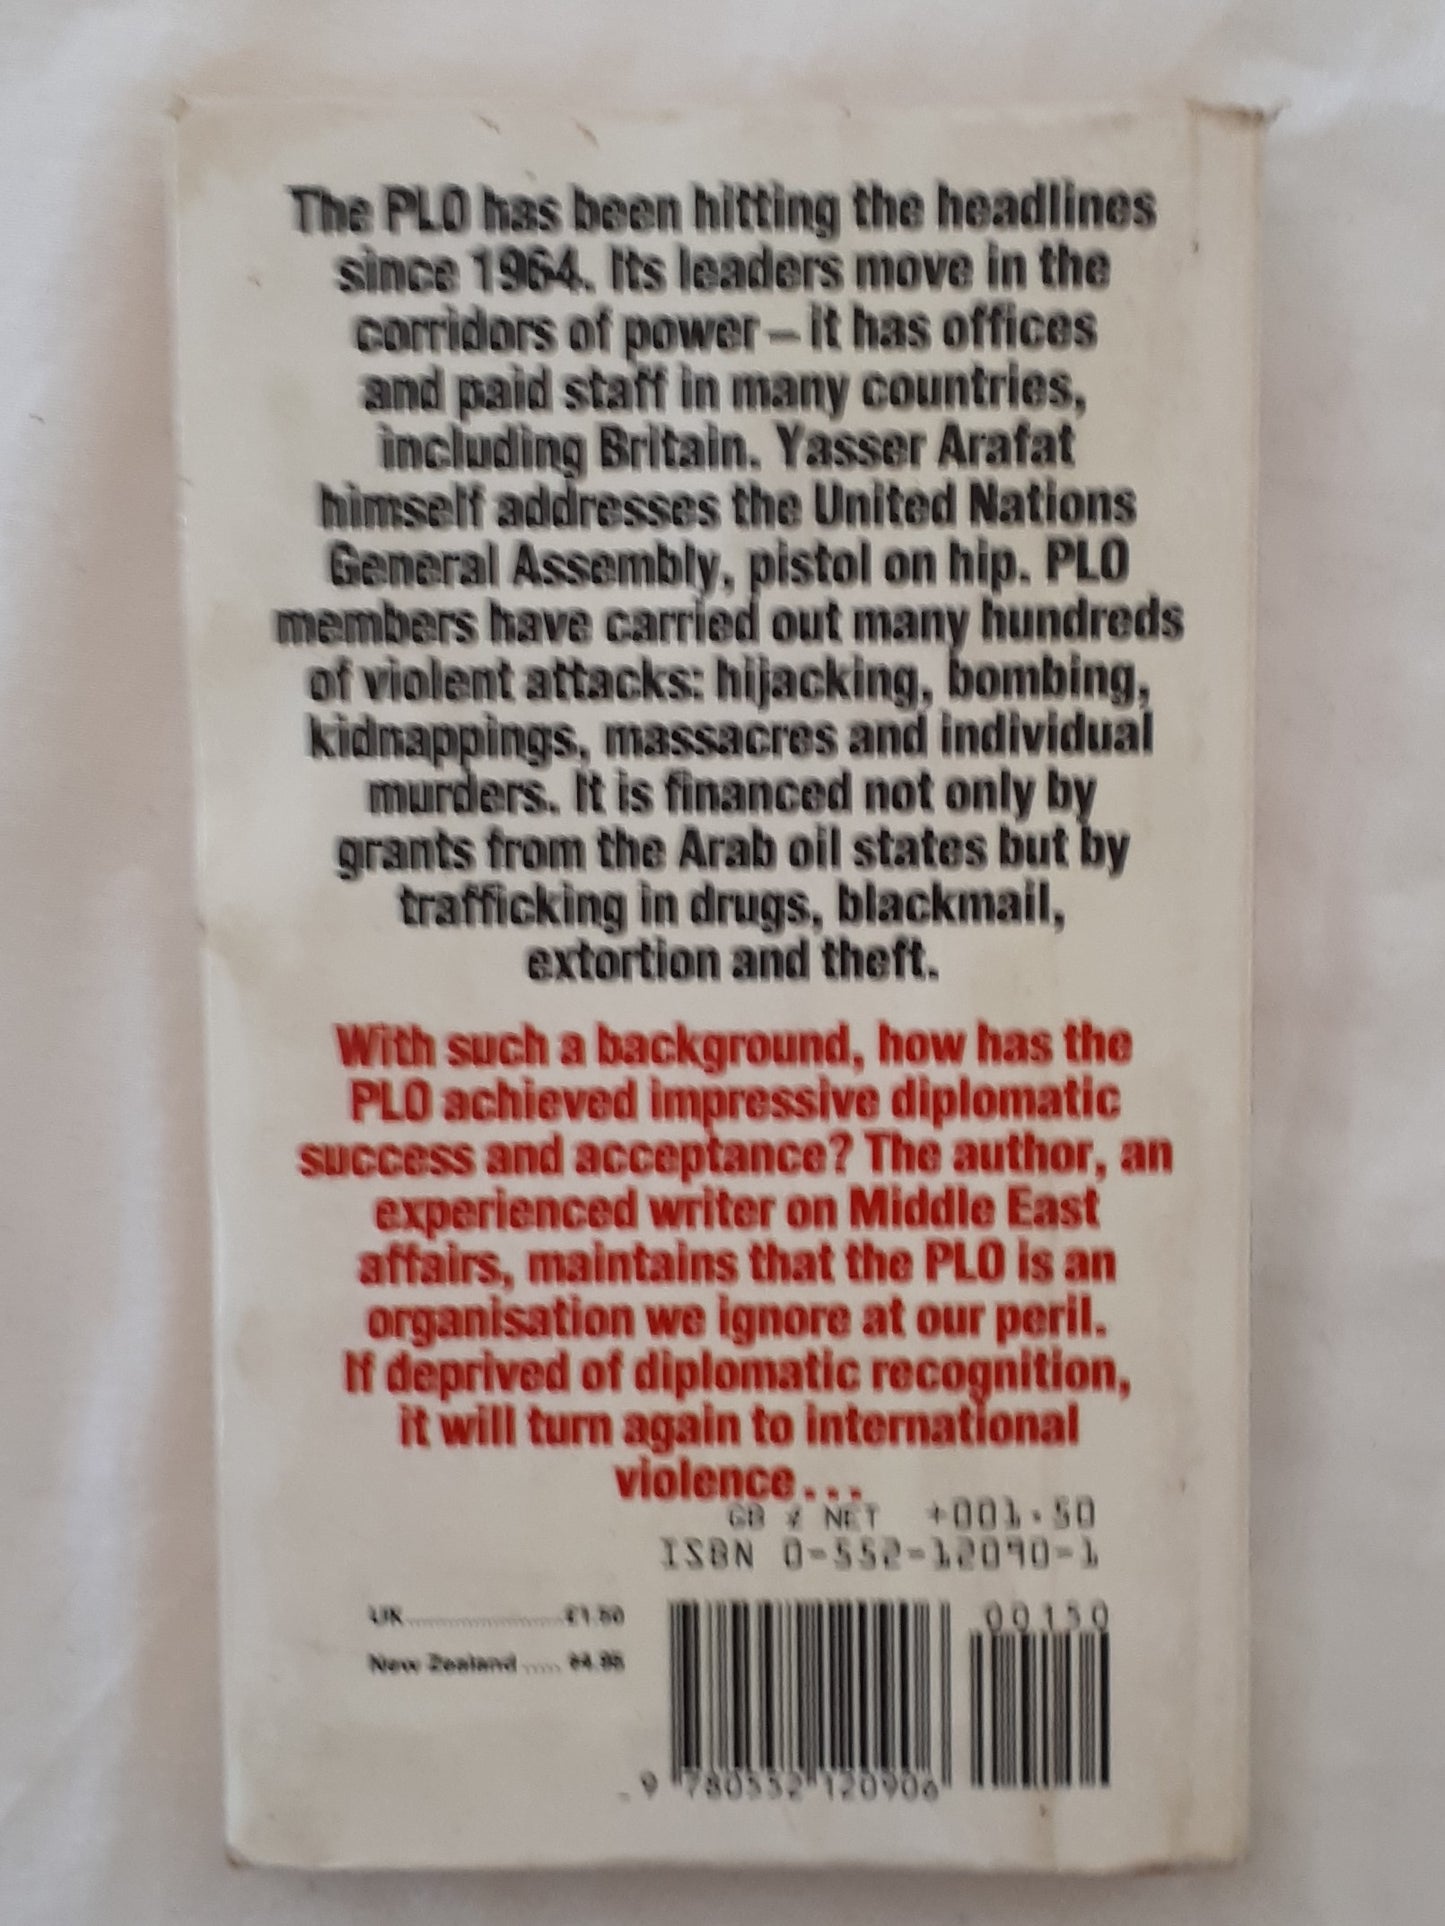 The PLO has been hitting the headlines
since 1964. Its leaders move in the
corridors of power – it has offices
and paid staff in many countries,
including Britain. Yasser Arafat
himself addresses the United Nations
General Assembly, pistol on hip. PLO
members have carried out many hundreds
of violent attacks: hijacking, bombing,
kidnappings, massacres and individual
murders. It is financed not only by
grants from the Arab oil states but by
trafficking in drugs, blackmail,
extortion and theft.
With such a background, how has the
PLO achieved impressive diplomatic
success and acceptance? The author, an
experienced writer on Middle East
affairs, maintains that the PLO is an
organisation we ignore at our peril.
If deprived of diplomatic recognition,
it will turn again to international
violence...
GB £ NET +001.50
ISBN 0-552-12090-1
UK..................£1.50
New Zealand ..... $4.95
00150
9 780552 120906